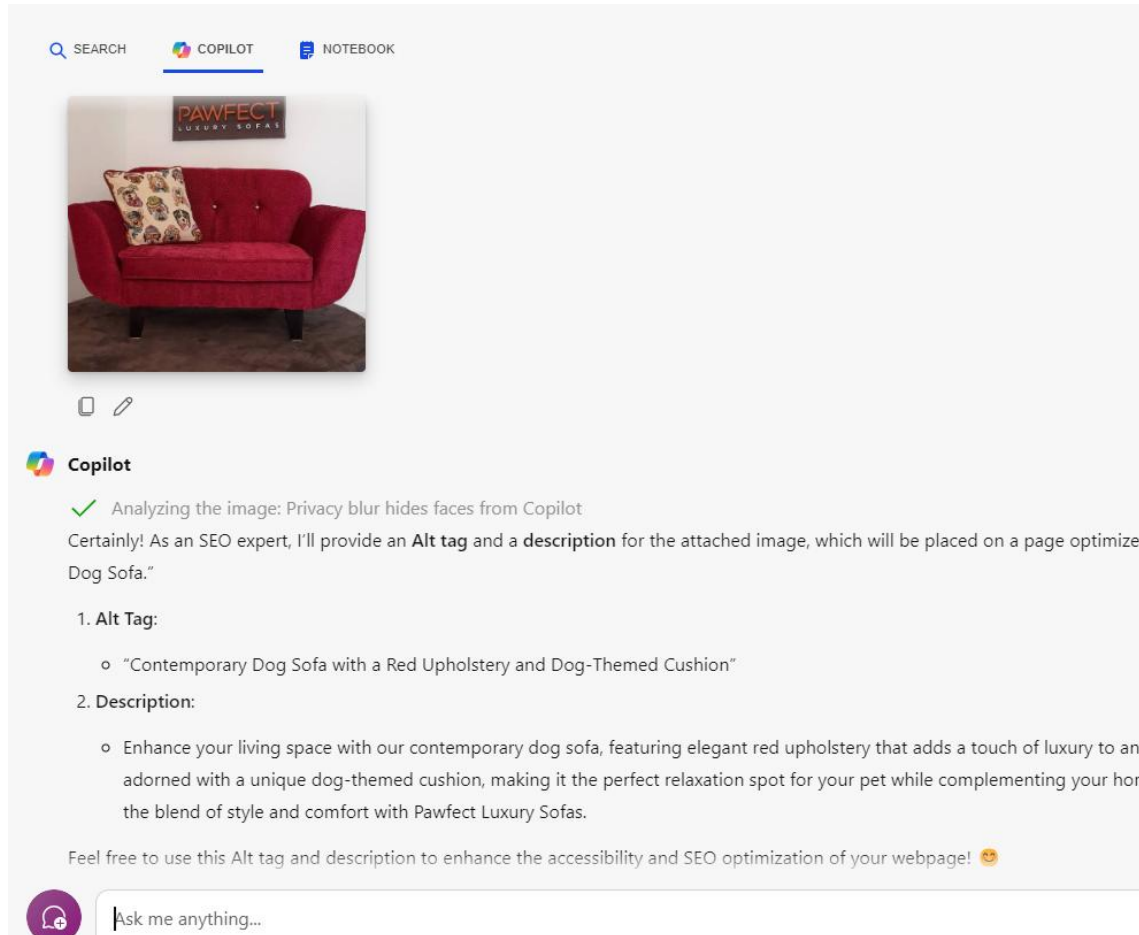 SEARCH
COPILOT
NOTEBOOK
PAWFECT
LUXURY SOFAS
Copilot
Analyzing the image: Privacy blur hides faces from Copilot
Certainly! As an SEO expert, I'll provide an Alt tag and a description for the attached image, which will be placed on a page optimize
Dog Sofa.”
1. Alt Tag:
“Contemporary Dog Sofa with a Red Upholstery and Dog-Themed Cushion”
2. Description:
Enhance your living space with our contemporary dog sofa, featuring elegant red upholstery that adds a touch of luxury to an
adorned with a unique dog-themed cushion, making it the perfect relaxation spot for your pet while complementing your hor
the blend of style and comfort with Pawfect Luxury Sofas.
Feel free to use this Alt tag and description to enhance the accessibility and SEO optimization of your webpage! 😊
Ask me anything...